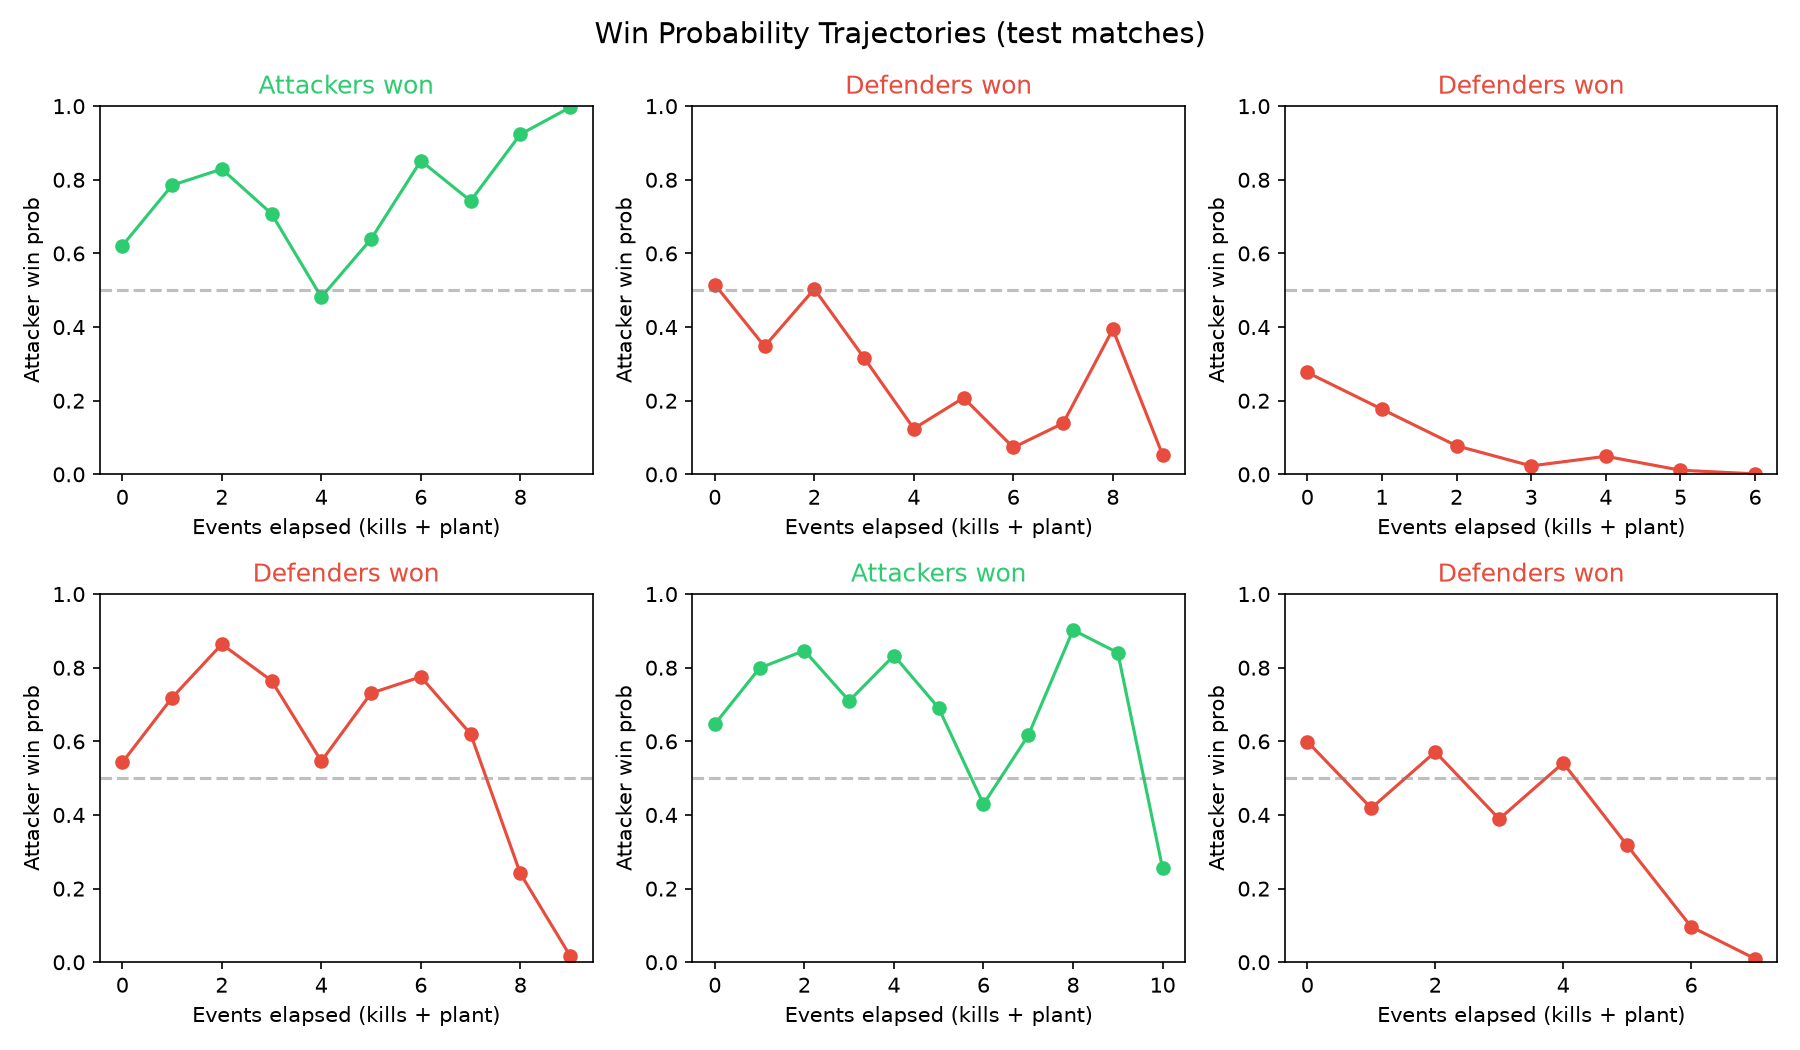 Win Probability Trajectories (test matches)
Attackers won
Defenders won
Defenders won
Attacker win prob
1.0
0.8
0.6
0.4
0.2
0.0
0 2 4 6 8
Events elapsed (kills + plant)
Attacker win prob
1.0
0.8
0.6
0.4
0.2
0.0
0 2 4 6 8
Events elapsed (kills + plant)
Attacker win prob
1.0
0.8
0.6
0.4
0.2
0.0
0 1 2 3 4 5 6
Events elapsed (kills + plant)
Defenders won
Attackers won
Defenders won
Attacker win prob
1.0
0.8
0.6
0.4
0.2
0.0
0 2 4 6 8
Events elapsed (kills + plant)
Attacker win prob
1.0
0.8
0.6
0.4
0.2
0.0
0 2 4 6 8 10
Events elapsed (kills + plant)
Attacker win prob
1.0
0.8
0.6
0.4
0.2
0.0
0 2 4 6
Events elapsed (kills + plant)